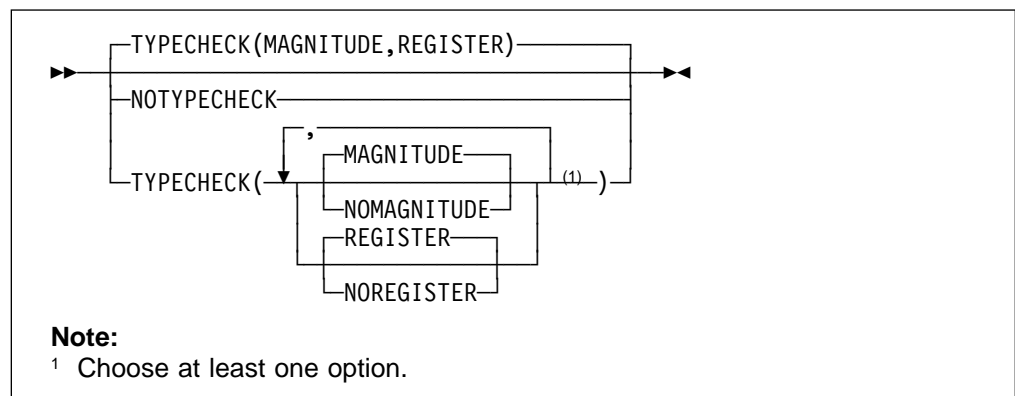 TYPECHECK(MAGNITUDE,REGISTER)
NOTYPECHECK
,
MAGNITUDE
TYPECHECK( (1) )
NOMAGNITUDE
REGISTER
NOREGISTER
Note:
1 Choose at least one option.